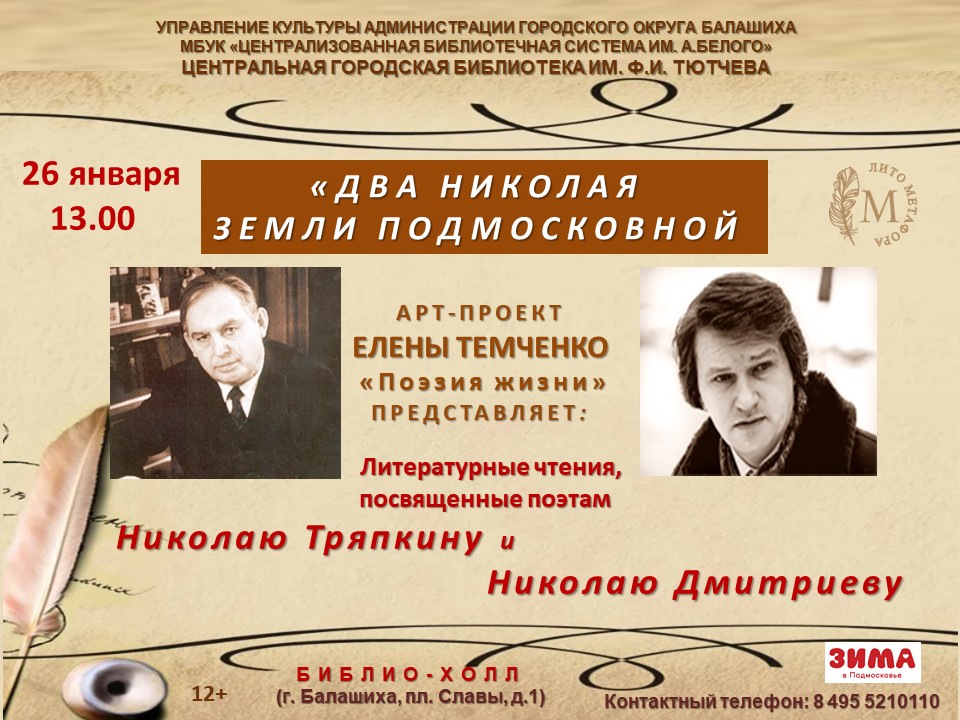 УПРАВЛЕНИЕ КУЛЬТУРЫ АДМИНИСТРАЦИИ ГОРОДСКОГО ОКРУГА БАЛАШИХА
МБУК «ЦЕНТРАЛИЗОВАННАЯ БИБЛИОТЕЧНАЯ СИСТЕМА ИМ. А.БЕЛОГО»
ЦЕНТРАЛЬНАЯ ГОРОДСКАЯ БИБЛИОТЕКА ИМ. Ф.И. ТЮТЧЕВА
26 января
13.00
«ДВА НИКОЛАЯ
ЗЕМЛИ ПОДМОСКОВНОЙ
ЛИТО МЕТАФОРА
М
АРТ-ПРОЕКТ
ЕЛЕНЫ ТЕМЧЕНКО
«Поэзия жизни»
ПРЕДСТАВЛЯЕТ:
Литературные чтения,
посвященные поэтам
Николаю Тряпкину и
Николаю Дмитриеву
ЗИМА
в Подмосковье
БИБЛИО-ХОЛЛ
12+
(г. Балашиха, пл. Славы, д.1)
Контактный телефон: 8 495 5210110